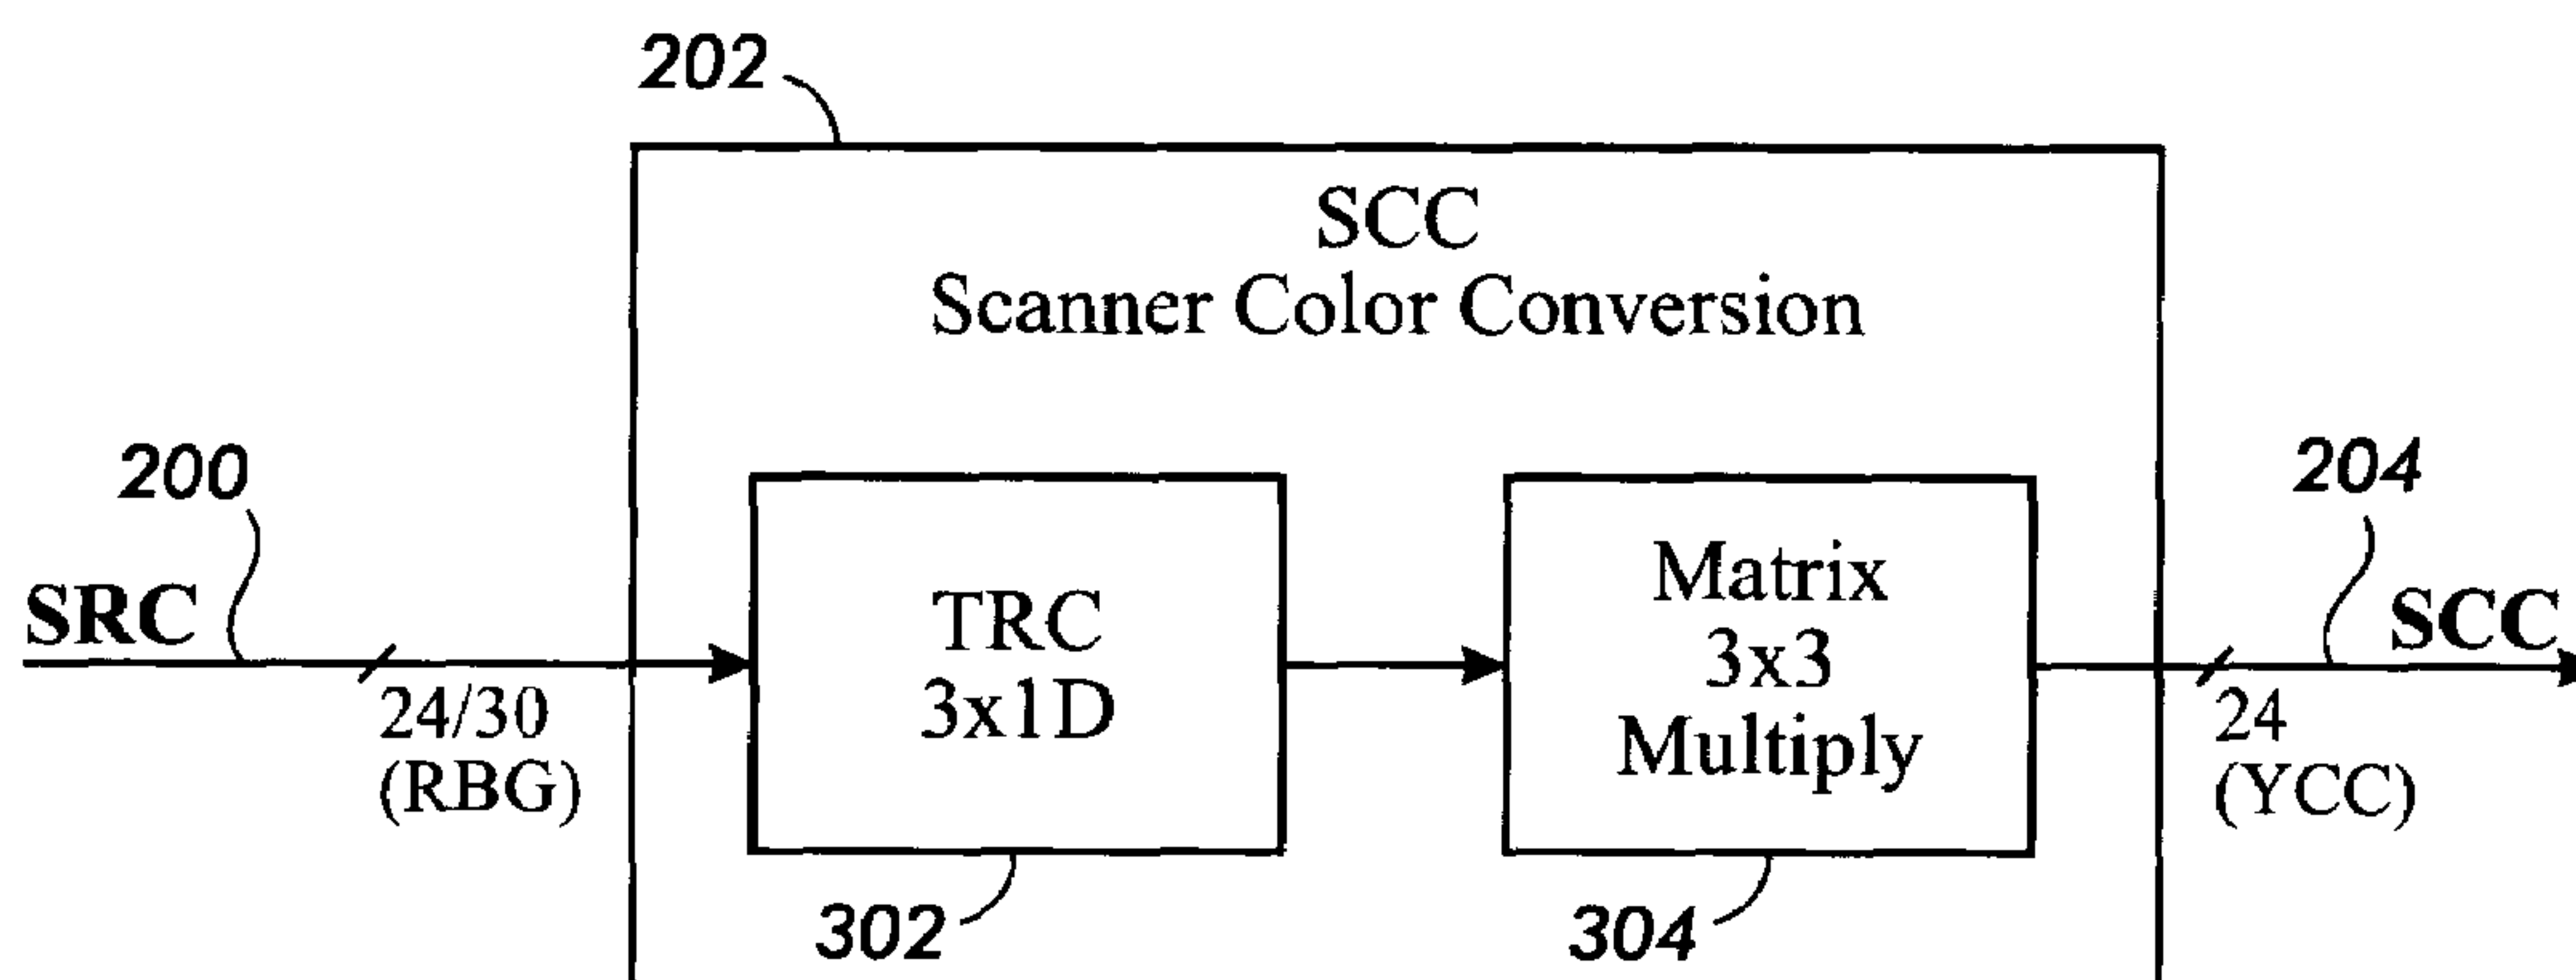 202
SCC
Scanner Color Conversion
200
204
SRC
SCC
TRC
3x1D
Matrix
3x3
Multiply
24/30
(RBG)
24
(YCC)
302
304